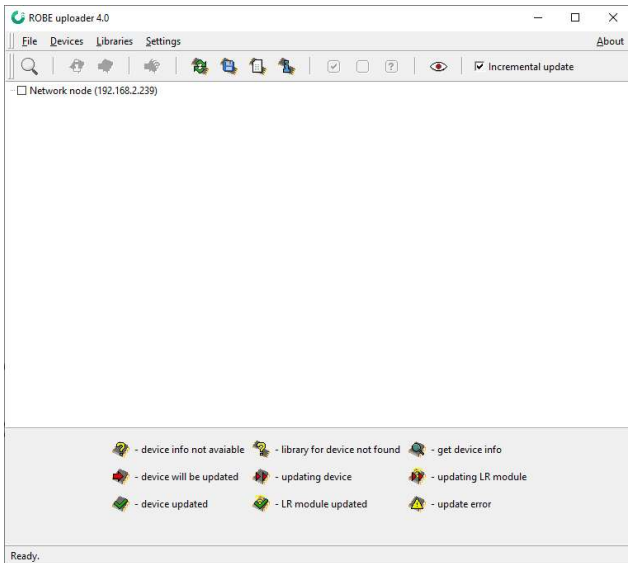 ROBE uploader 4.0
File Devices Libraries Settings About
? Incremental update
Network node (192.168.2.239)
- device info not avaiable - library for device not found - get device info
- device will be updated - updating device - updating LR module
- device updated - LR module updated - update error
Ready.